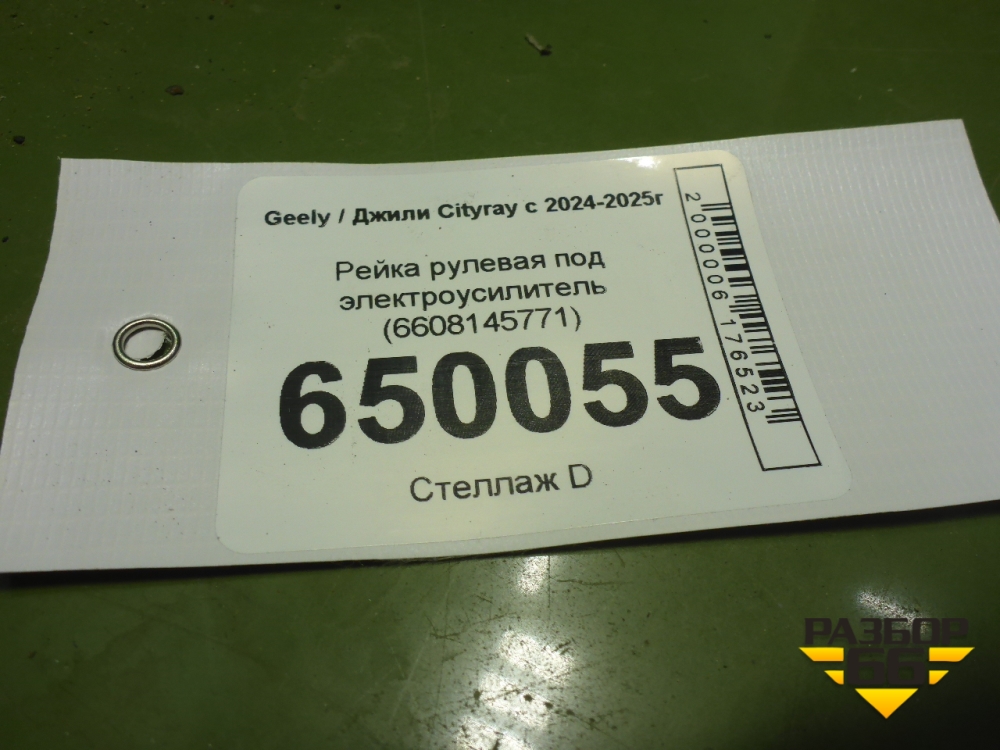 Geely / Джили Cityray с 2024-2025г
Рейка рулевая под
электроусилитель
(6608145771)
650055
Стеллаж D
2000006176523
РАЗБОР
66